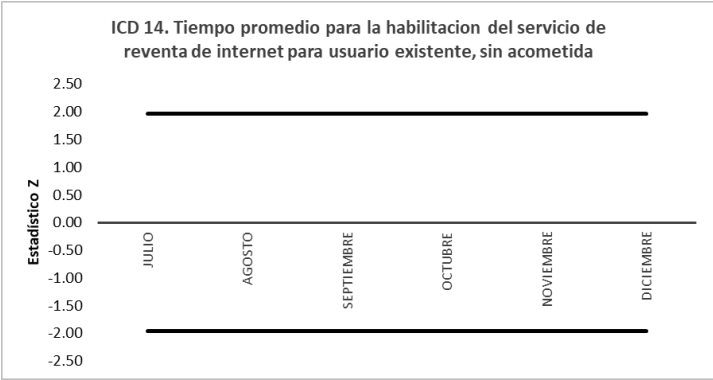 ICD 14. Tiempo promedio para la habilitacion del servicio de
reventa de internet para usuario existente, sin acometida
Estadístico Z
2.50
2.00
1.50
1.00
0.50
0.00
-0.50
-1.00
-1.50
-2.00
-2.50
JULIO
AGOSTO
SEPTIEMBRE
OCTUBRE
NOVIEMBRE
DICIEMBRE